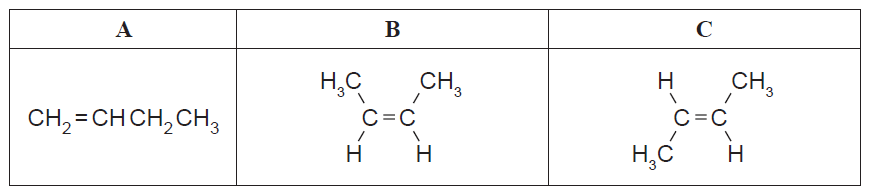 A B C
H₃C CH₃ H CH₃
CH₂=CHCH₂CH₃ C=C C=C
H H H₃C H